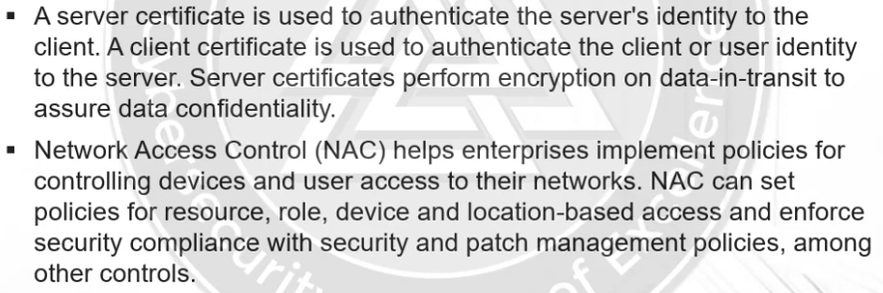 ▪ A server certificate is used to authenticate the server's identity to the
client. A client certificate is used to authenticate the client or user identity
to the server. Server certificates perform encryption on data-in-transit to
assure data confidentiality.
▪ Network Access Control (NAC) helps enterprises implement policies for
controlling devices and user access to their networks. NAC can set
policies for resource, role, device and location-based access and enforce
security compliance with security and patch management policies, among
other controls.